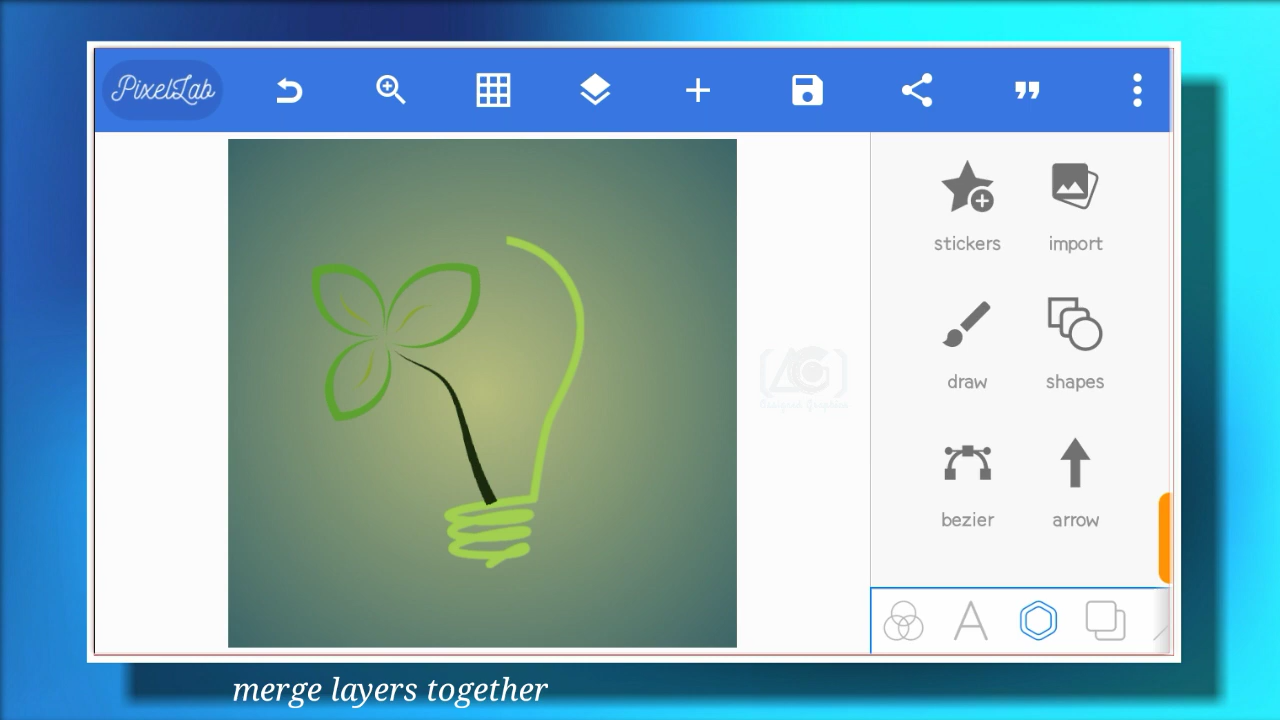 PixelLab
stickers
import
draw
shapes
bezier
arrow
merge layers together